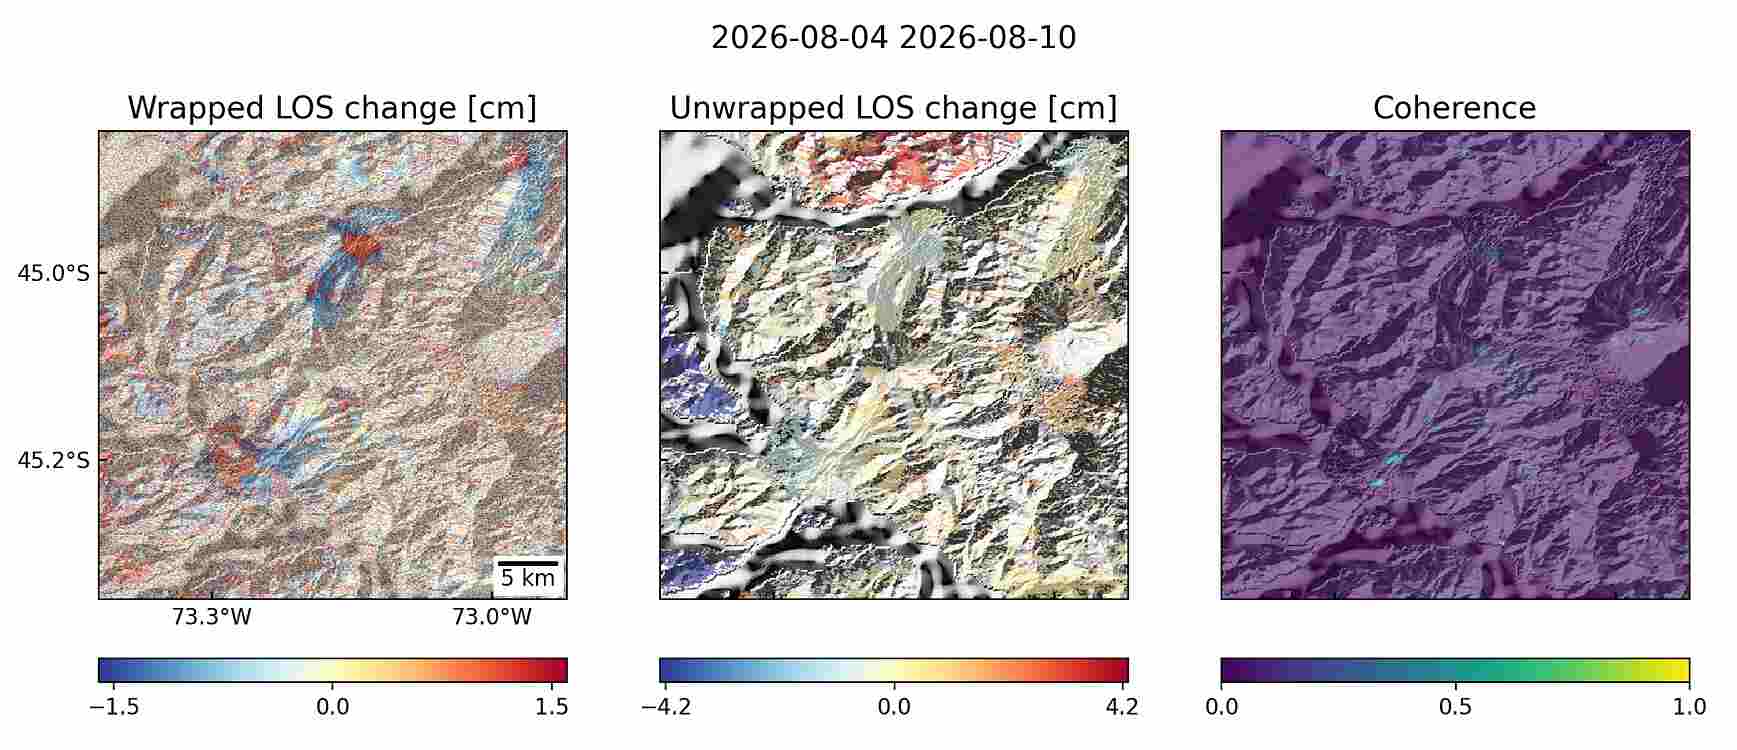 2026-08-04 2026-08-10
Wrapped LOS change [cm]
Unwrapped LOS change [cm]
Coherence
45.0°S
45.2°S
5 km
73.3°W
73.0°W
−1.5
0.0
1.5
−4.2
0.0
4.2
0.0
0.5
1.0